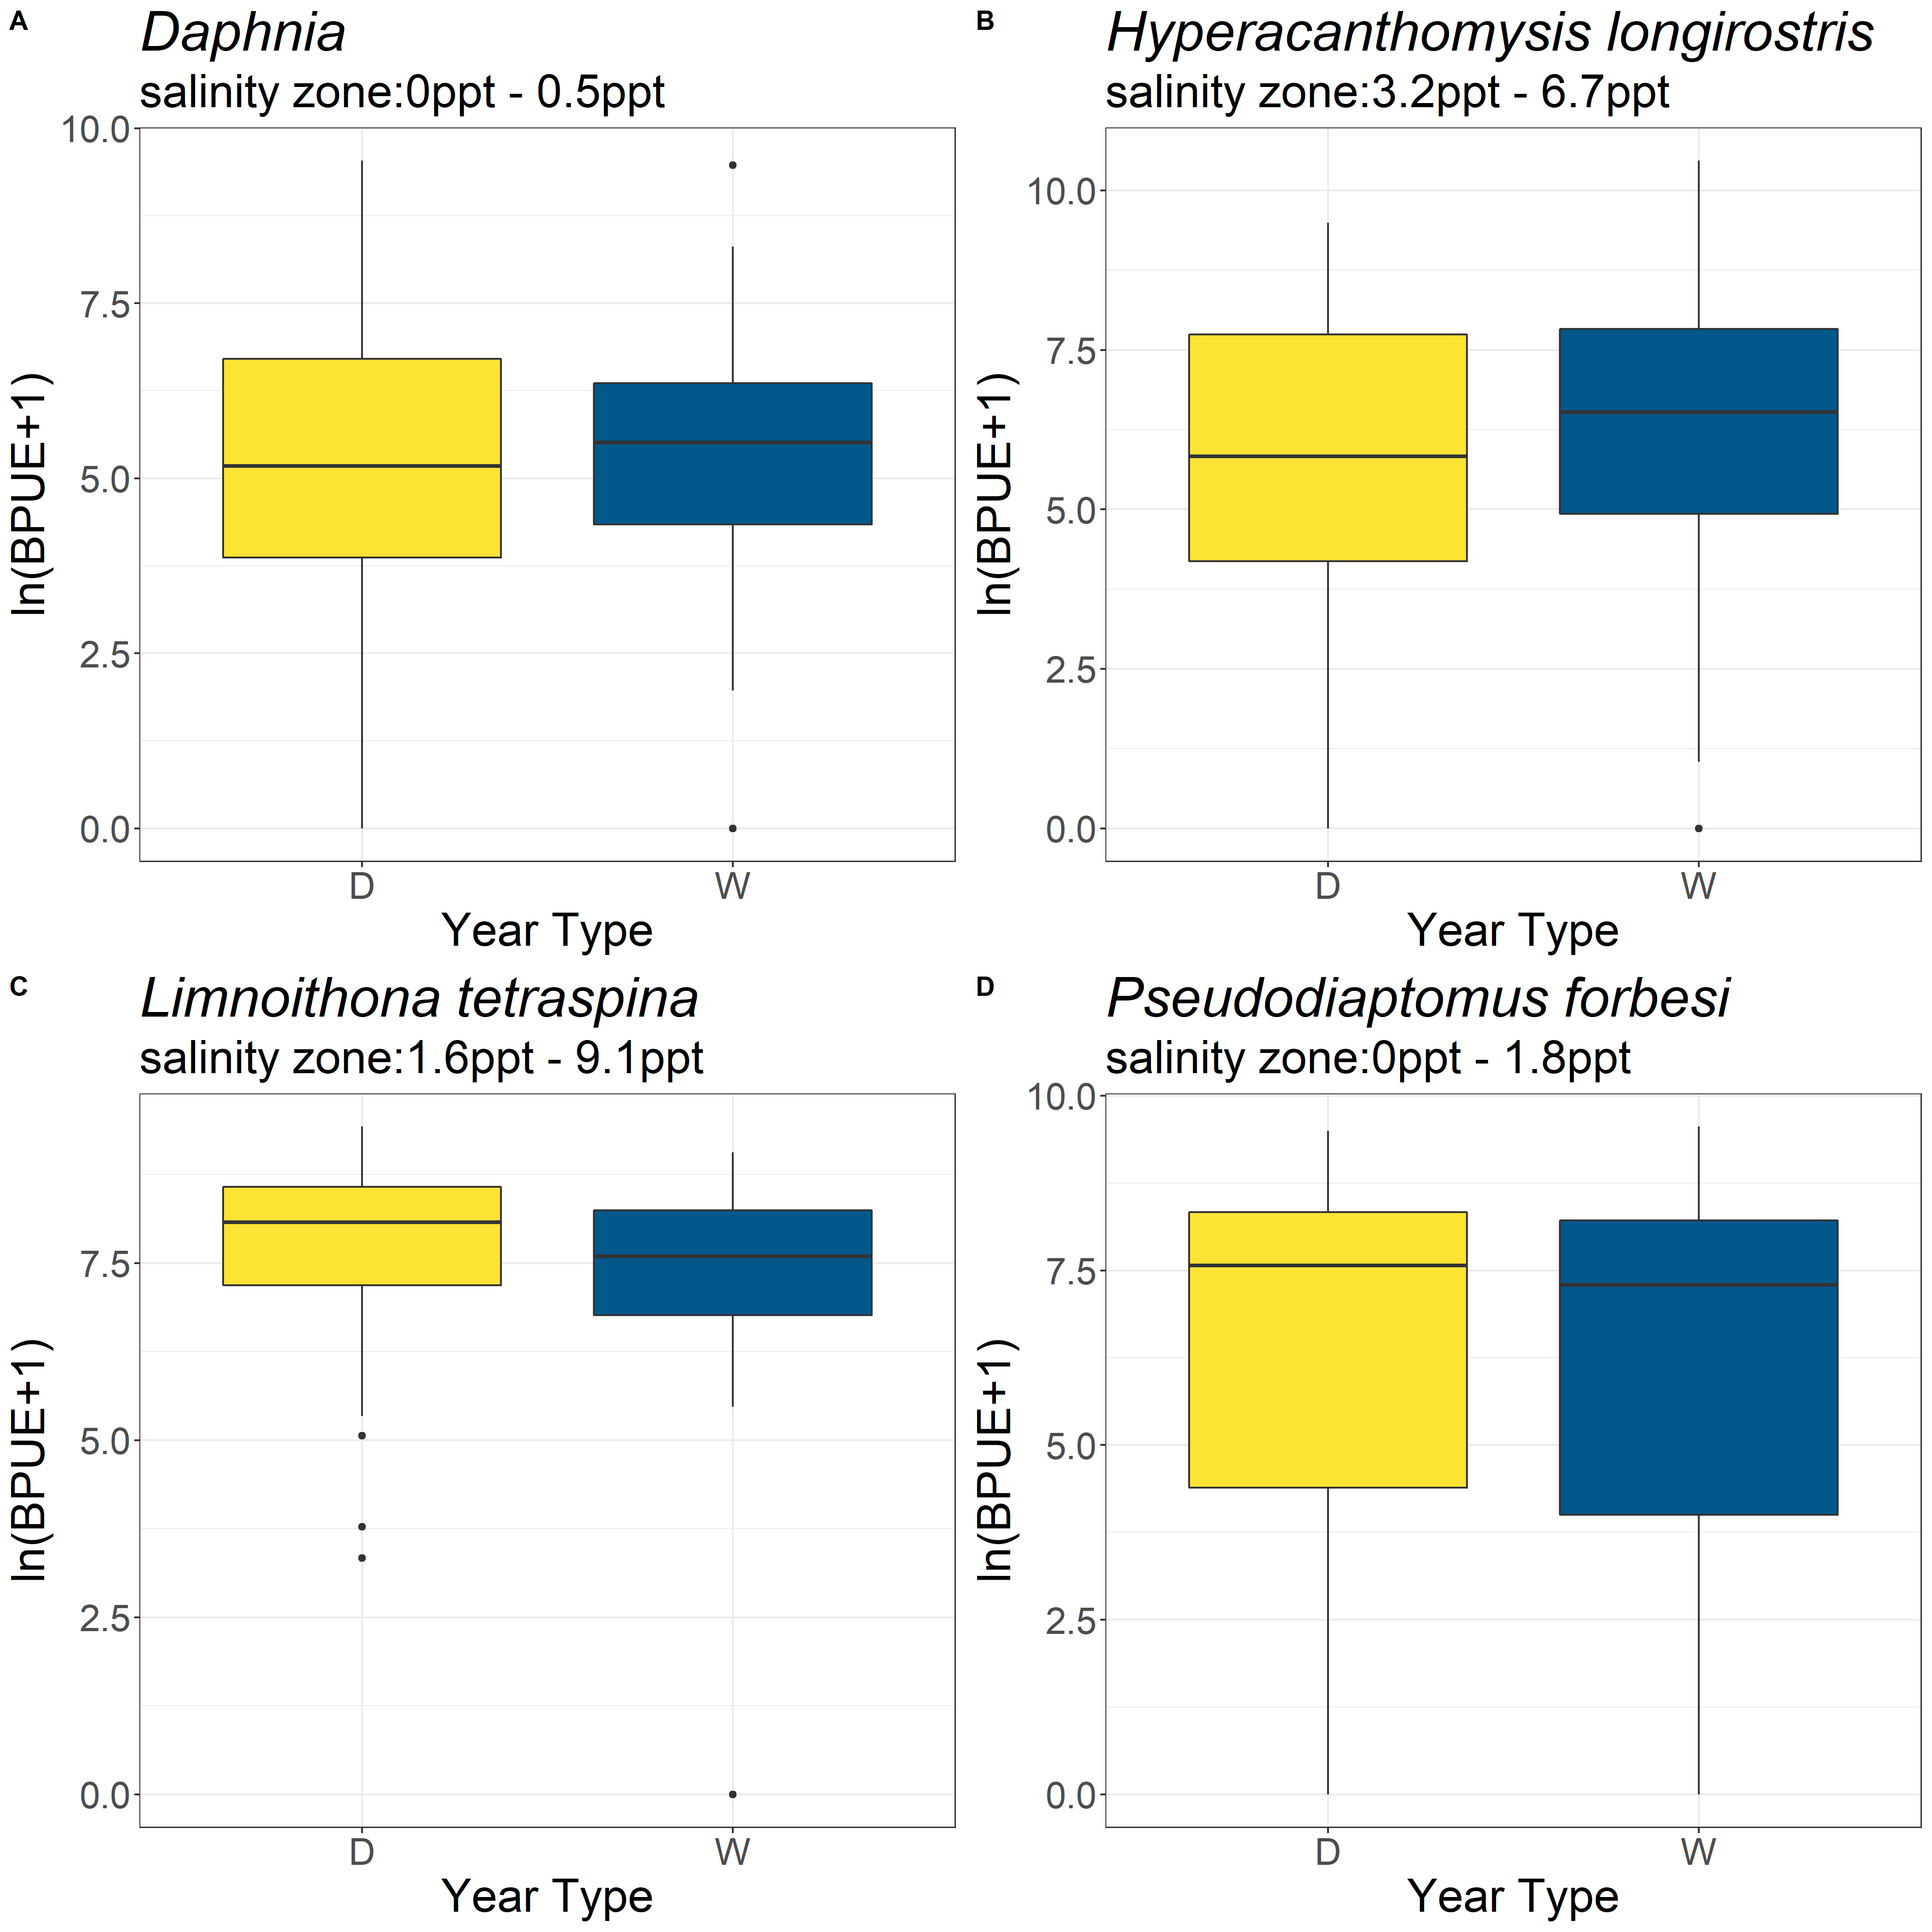 A
Daphnia
salinity zone:0ppt - 0.5ppt
10.0
7.5
5.0
2.5
0.0
ln(BPUE+1)
D
W
Year Type
B
Hyperacanthomysis longirostris
salinity zone:3.2ppt - 6.7ppt
10.0
7.5
5.0
2.5
0.0
ln(BPUE+1)
D
W
Year Type
C
Limnoithona tetraspina
salinity zone:1.6ppt - 9.1ppt
7.5
5.0
2.5
0.0
ln(BPUE+1)
D
W
Year Type
D
Pseudodiaptomus forbesi
salinity zone:0ppt - 1.8ppt
10.0
7.5
5.0
2.5
0.0
ln(BPUE+1)
D
W
Year Type